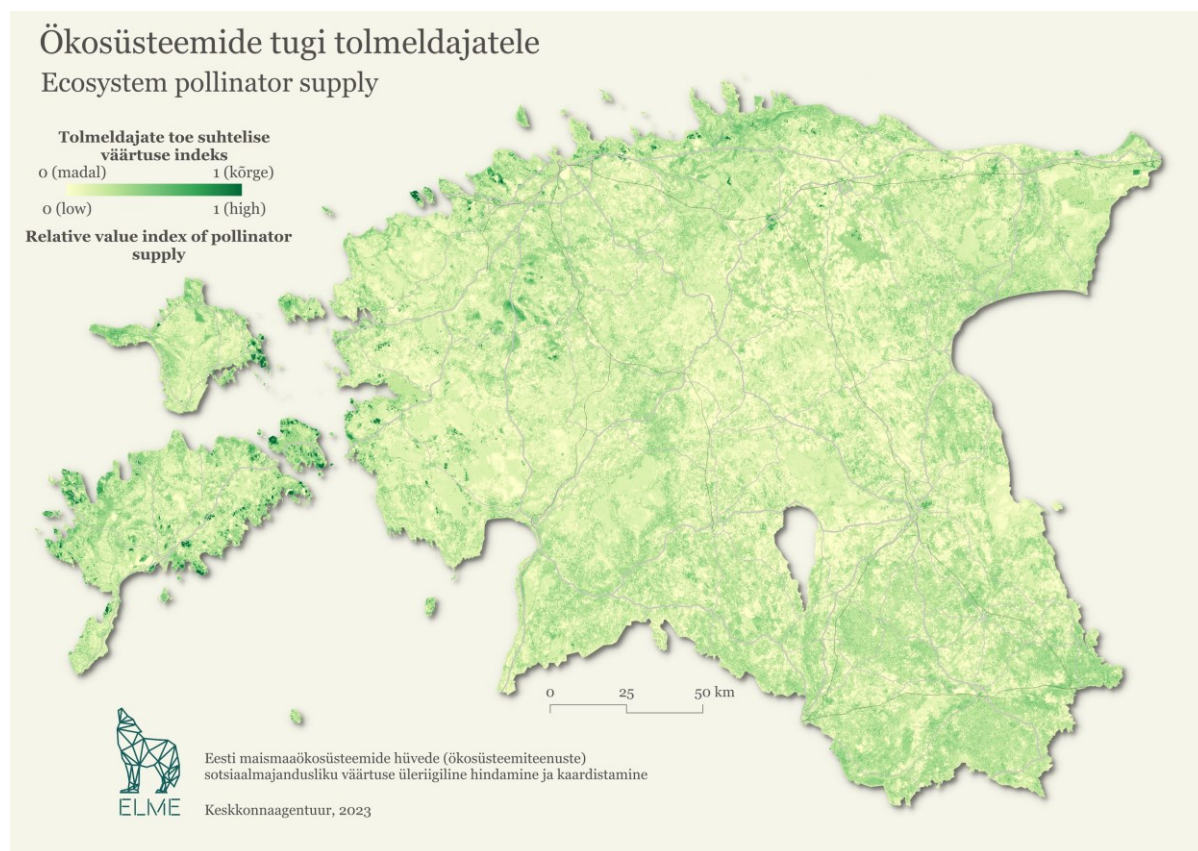 Ökosüsteemide tugi tolmeldajatele
Ecosystem pollinator supply
Tolmeldajate toe suhtelise
väärtuse indeks
0 (madal) 1 (kõrge)
0 (low) 1 (high)
Relative value index of pollinator
supply
0 25 50 km
Eesti maismaaökosüsteemide hüvede (ökosüsteemiteenuste)
sotsiaalmajandusliku väärtuse üleriigiline hindamine ja kaardistamine
ELME
Keskkonnaagentuur, 2023